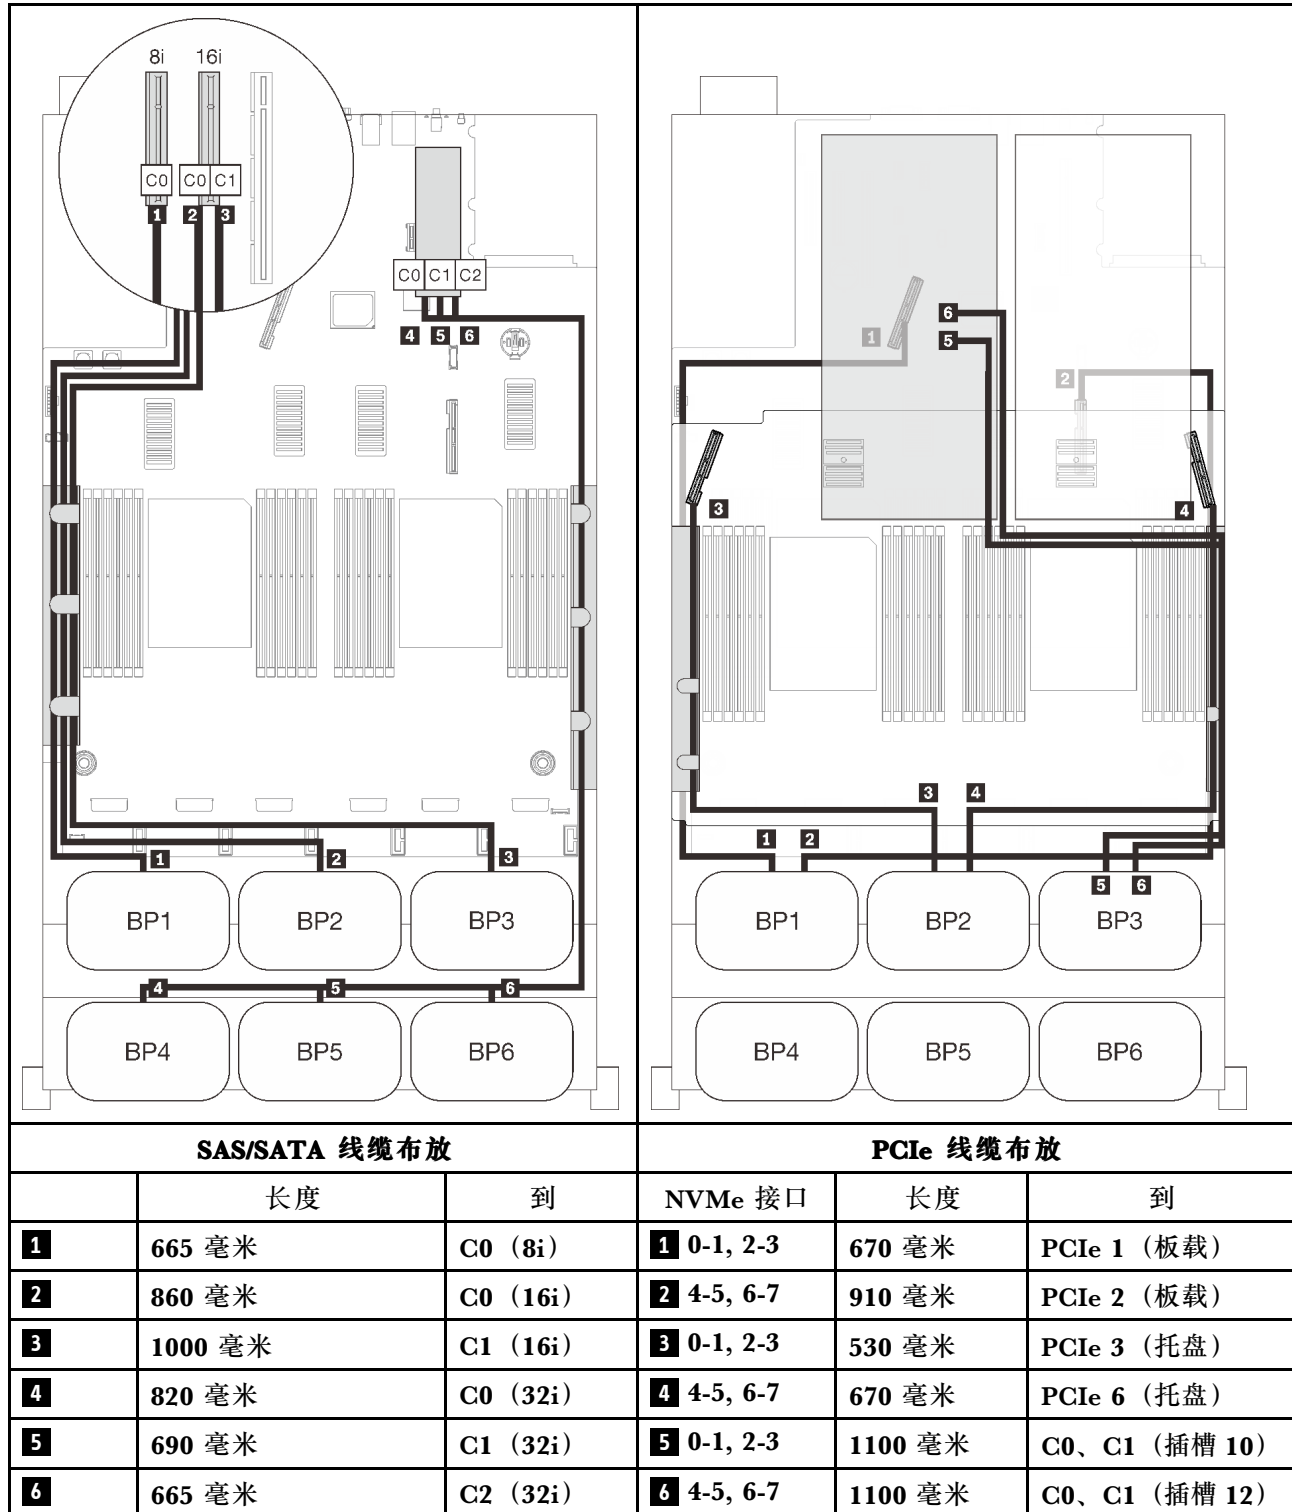 8i 16i
C0 C0 C1
1 2 3
C0 C1 C2
4 5 6
1 2 3
BP1 BP2 BP3
4 5 6
BP4 BP5 BP6
6
1 5
2
3 4
3 4
1 2
5 6
BP1 BP2 BP3
BP4 BP5 BP6
SAS/SATA 线缆布放 PCIe 线缆布放
长度 到 NVMe 接口 长度 到
1 665 毫米 C0（8i） 1 0-1, 2-3 670 毫米 PCIe 1（板载）
2 860 毫米 C0（16i） 2 4-5, 6-7 910 毫米 PCIe 2（板载）
3 1000 毫米 C1（16i） 3 0-1, 2-3 530 毫米 PCIe 3（托盘）
4 820 毫米 C0（32i） 4 4-5, 6-7 670 毫米 PCIe 6（托盘）
5 690 毫米 C1（32i） 5 0-1, 2-3 1100 毫米 C0、C1（插槽 10）
6 665 毫米 C2（32i） 6 4-5, 6-7 1100 毫米 C0、C1（插槽 12）